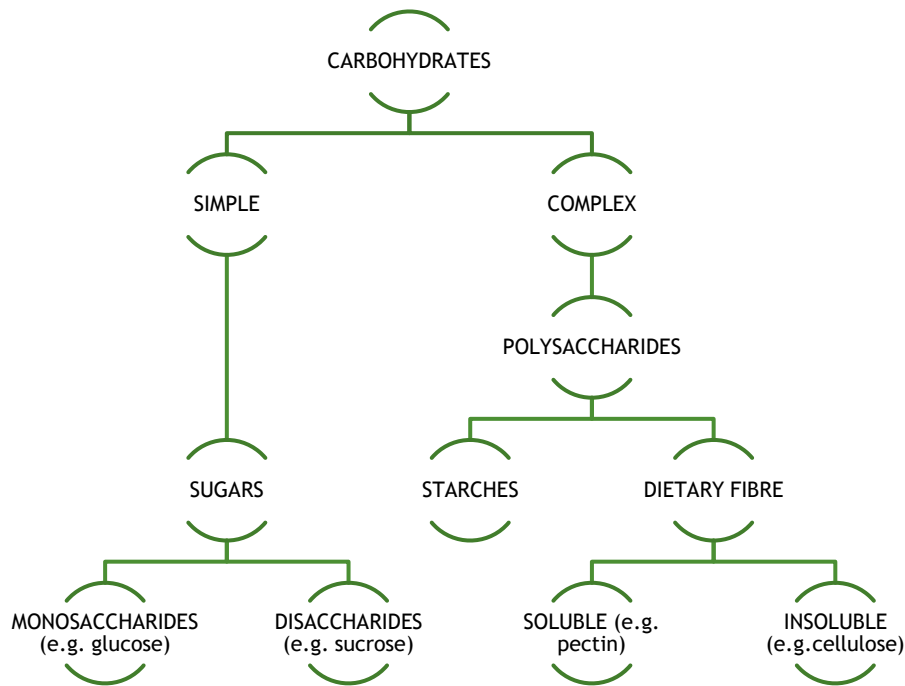 CARBOHYDRATES
SIMPLE
COMPLEX
POLYSACCHARIDES
SUGARS
STARCHES
DIETARY FIBRE
MONOSACCHARIDES
(e.g. glucose)
DISACCHARIDES
(e.g. sucrose)
SOLUBLE (e.g.
pectin)
INSOLUBLE
(e.g.cellulose)